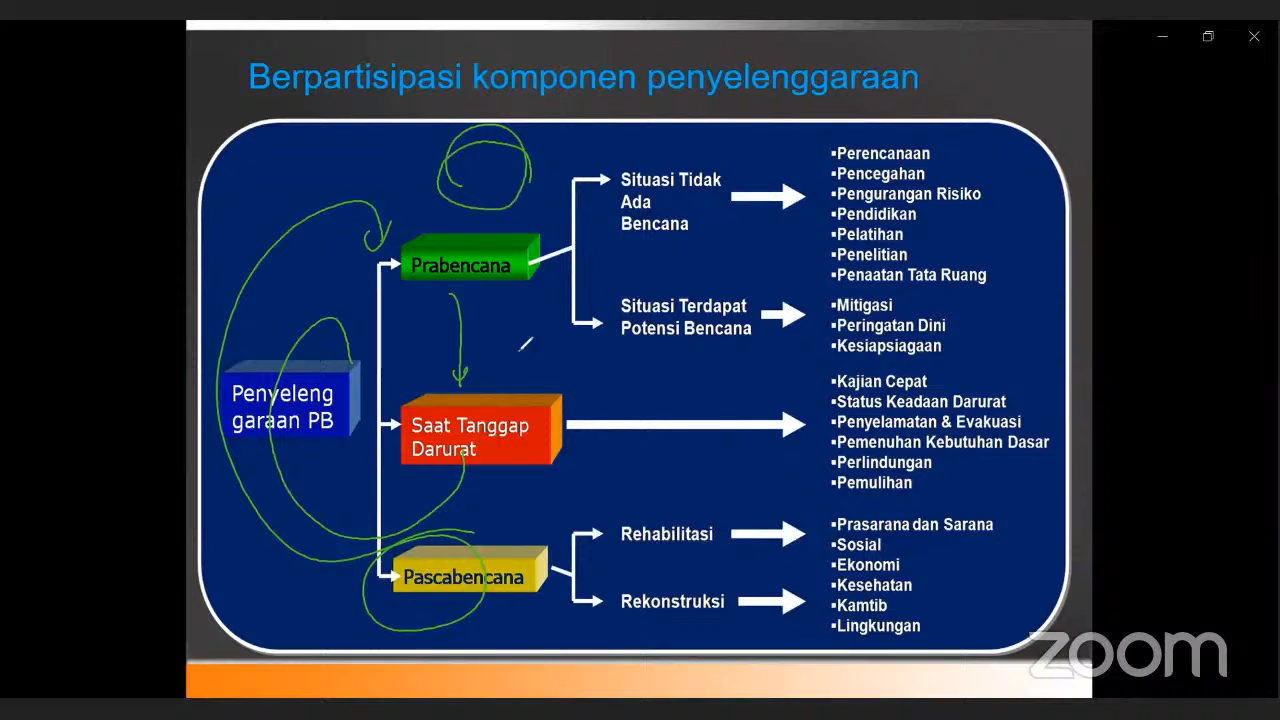 Berpartisipasi komponen penyelenggaraan
▪Perencanaan
▪Pencegahan
▪Pengurangan Risiko
▪Pendidikan
▪Pelatihan
▪Penelitian
▪Penaatan Tata Ruang
Situasi Tidak
Ada
Bencana
Prabencana
Situasi Terdapat
Potensi Bencana
▪Mitigasi
▪Peringatan Dini
▪Kesiapsiagaan
Penyeleng
garaan PB
Saat Tanggap
Darurat
▪Kajian Cepat
▪Status Keadaan Darurat
▪Penyelamatan & Evakuasi
▪Pemenuhan Kebutuhan Dasar
▪Perlindungan
▪Pemulihan
Pascabencana
Rehabilitasi
Rekonstruksi
▪Prasarana dan Sarana
▪Sosial
▪Ekonomi
▪Kesehatan
▪Kamtib
▪Lingkungan
zoom